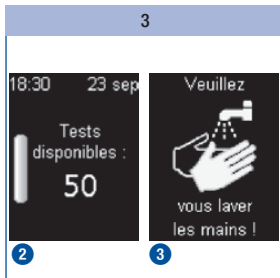 3
18:30 23 sep
Tests
disponibles :
50
2
Veuillez
vous laver
les mains !
3